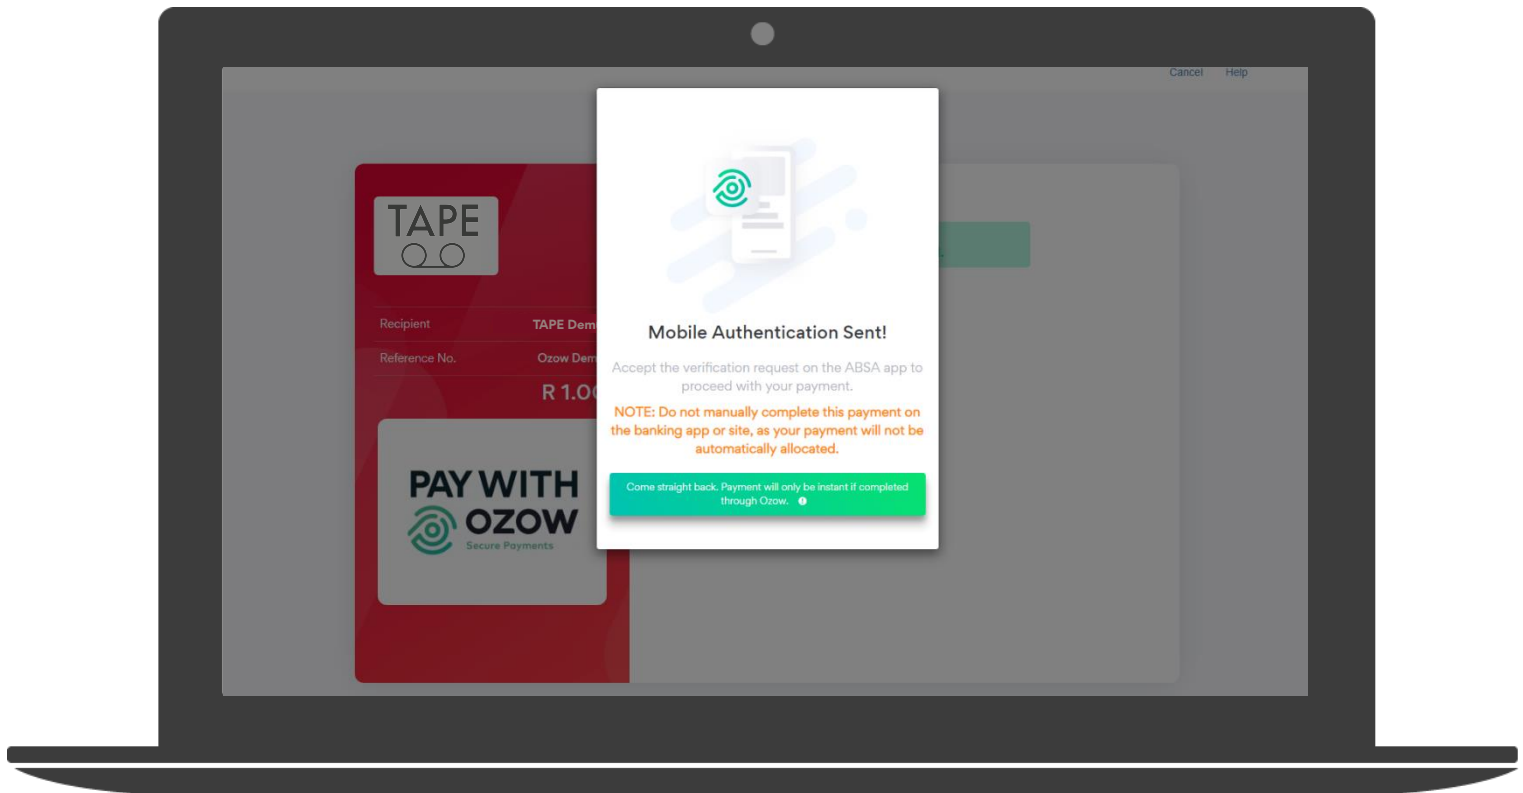 Cancel Help
TAPE
Recipient TAPE Dem
Reference No. Ozow Dem
R 1.00
PAY WITH
OZOW
Secure Payments
Mobile Authentication Sent!
Accept the verification request on the ABSA app to
proceed with your payment.
NOTE: Do not manually complete this payment on
the banking app or site, as your payment will not be
automatically allocated.
Come straight back. Payment will only be instant if completed
through Ozow.